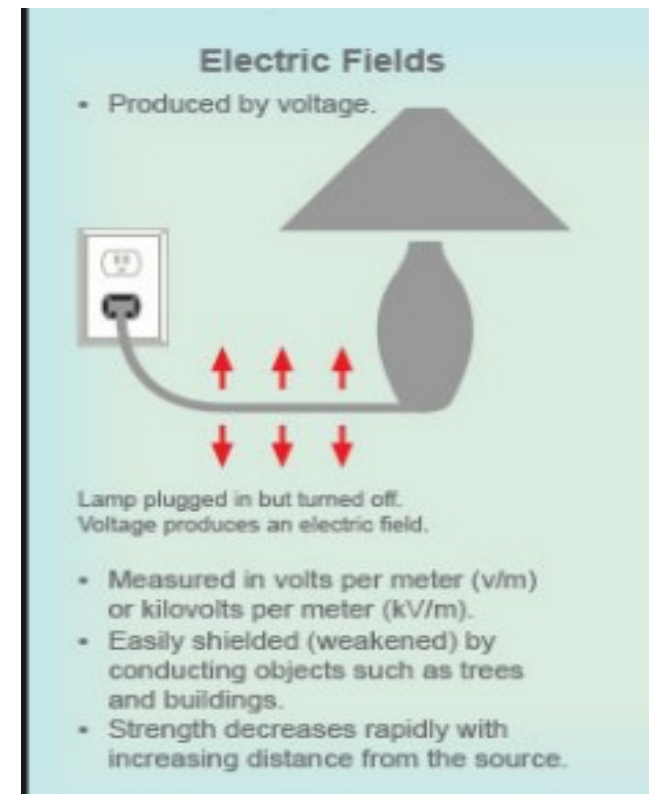 Electric Fields
• Produced by voltage.
Lamp plugged in but turned off.
Voltage produces an electric field.
• Measured in volts per meter (v/m)
or kilovolts per meter (kV/m).
• Easily shielded (weakened) by
conducting objects such as trees
and buildings.
• Strength decreases rapidly with
increasing distance from the source.